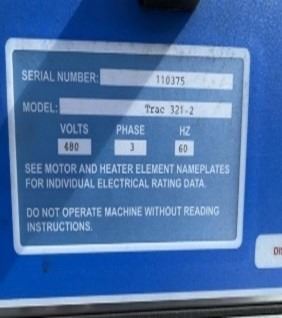 SERIAL NUMBER: 110375
MODEL: Trac 321-2
VOLTS PHASE HZ
480 3 60
SEE MOTOR AND HEATER ELEMENT NAMEPLATES
FOR INDIVIDUAL ELECTRICAL RATING DATA.
DO NOT OPERATE MACHINE WITHOUT READING
INSTRUCTIONS.